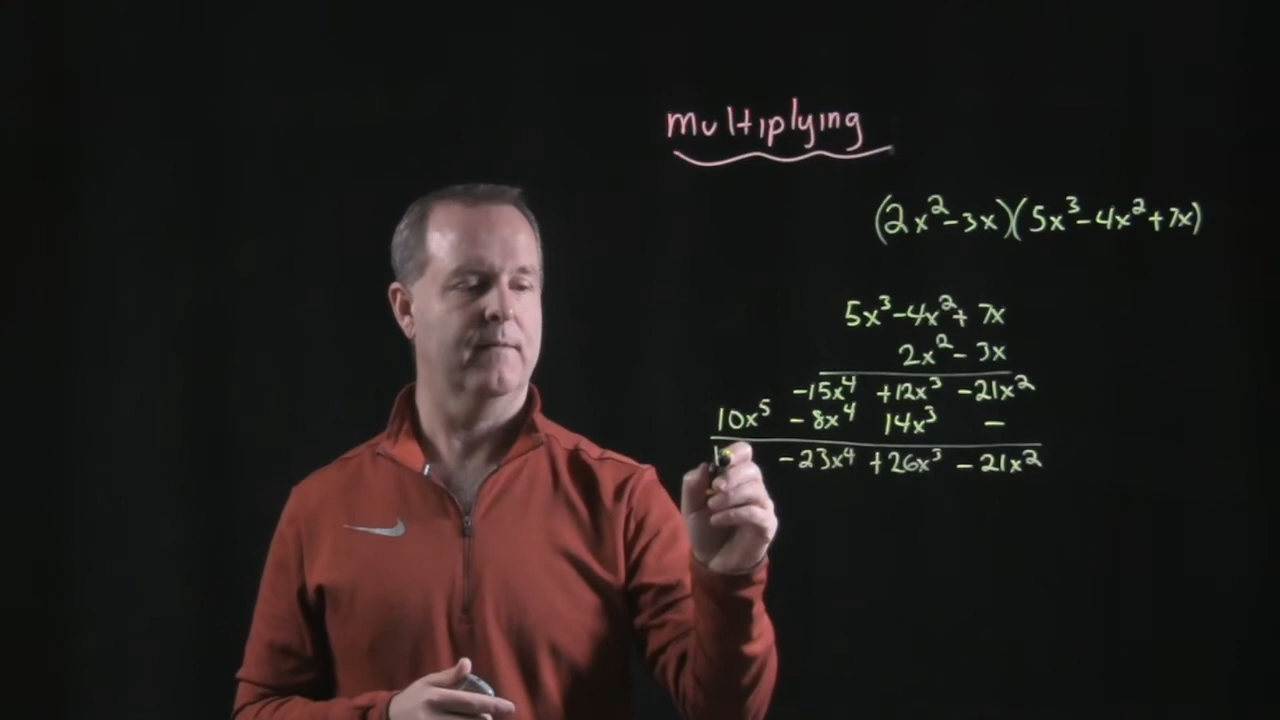 multiplying
(2x²-3x)(5x³-4x²+7x)
5x³-4x²+ 7x
2x²- 3x
-15x⁴ +12x³ -21x²
10x⁵ - 8x⁴ 14x³ -
-23x⁴ +26x³ -21x²